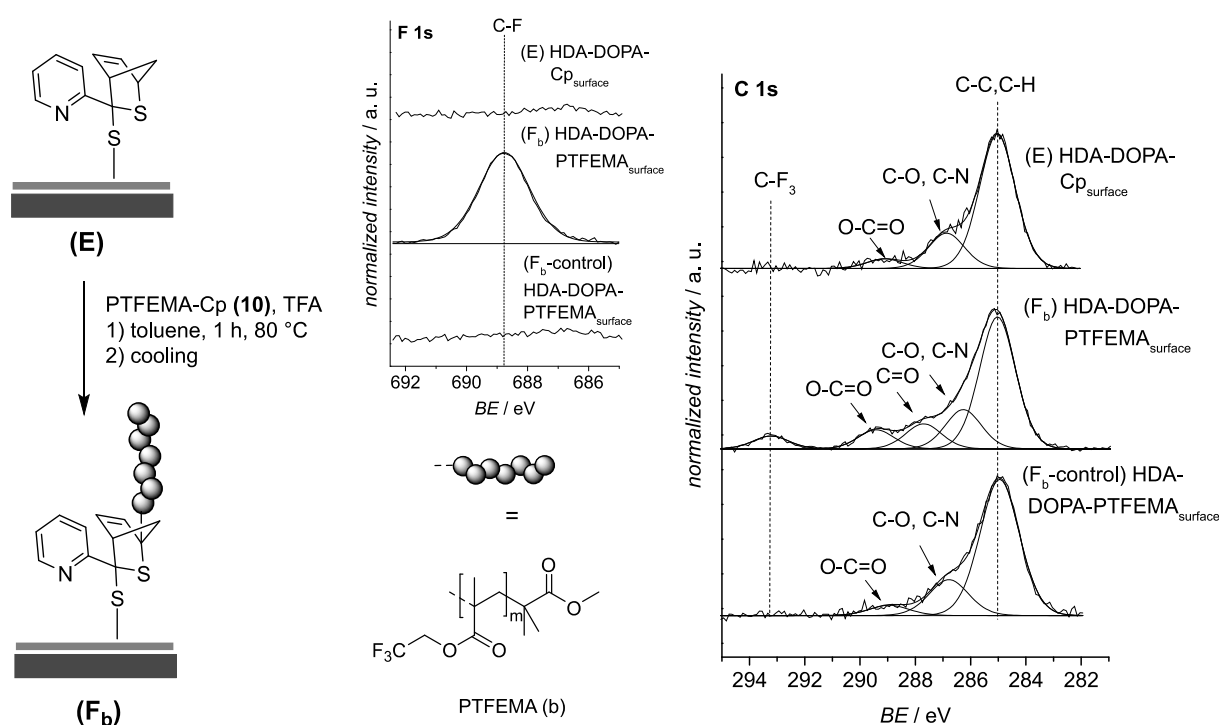 N
S
S
(E)
PTFEMA-Cp (10), TFA
1) toluene, 1 h, 80 °C
2) cooling
N
S
S
(Fb)
F 1s
C-F
(E) HDA-DOPA-
Cpsurface
(Fb) HDA-DOPA-
PTFEMAsurface
(Fb-control)
HDA-DOPA-
PTFEMAsurface
normalized intensity / a. u.
692 690 688 686
BE / eV
=
O
O
m
F3C O O
PTFEMA (b)
C 1s
C-C,C-H
(E) HDA-DOPA-
Cpsurface
C-F3
C-O, C-N
O-C=O
(Fb) HDA-DOPA-
PTFEMAsurface
C-O, C-N
C=O
O-C=O
(Fb-control) HDA-
DOPA-PTFEMAsurface
C-O, C-N
O-C=O
normalized intensity / a. u.
294 292 290 288 286 284 282
BE / eV